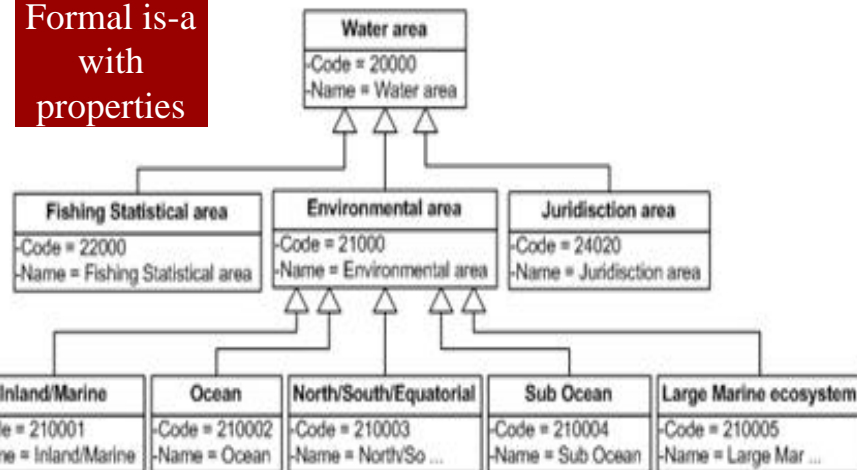 Formal is-a
with
properties
Water area
-Code = 20000
-Name = Water area
Fishing Statistical area
-Code = 22000
-Name = Fishing Statistical area
Environmental area
-Code = 21000
-Name = Environmental area
Juridisction area
-Code = 24020
-Name = Juridisction area
Inland/Marine
de = 210001
ne = Inland/Marine
Ocean
-Code = 210002
-Name = Ocean
North/South/Equatorial
-Code = 210003
-Name = North/So ...
Sub Ocean
-Code = 210004
-Name = Sub Ocean
Large Marine ecosystem
-Code = 210005
-Name = Large Mar ...